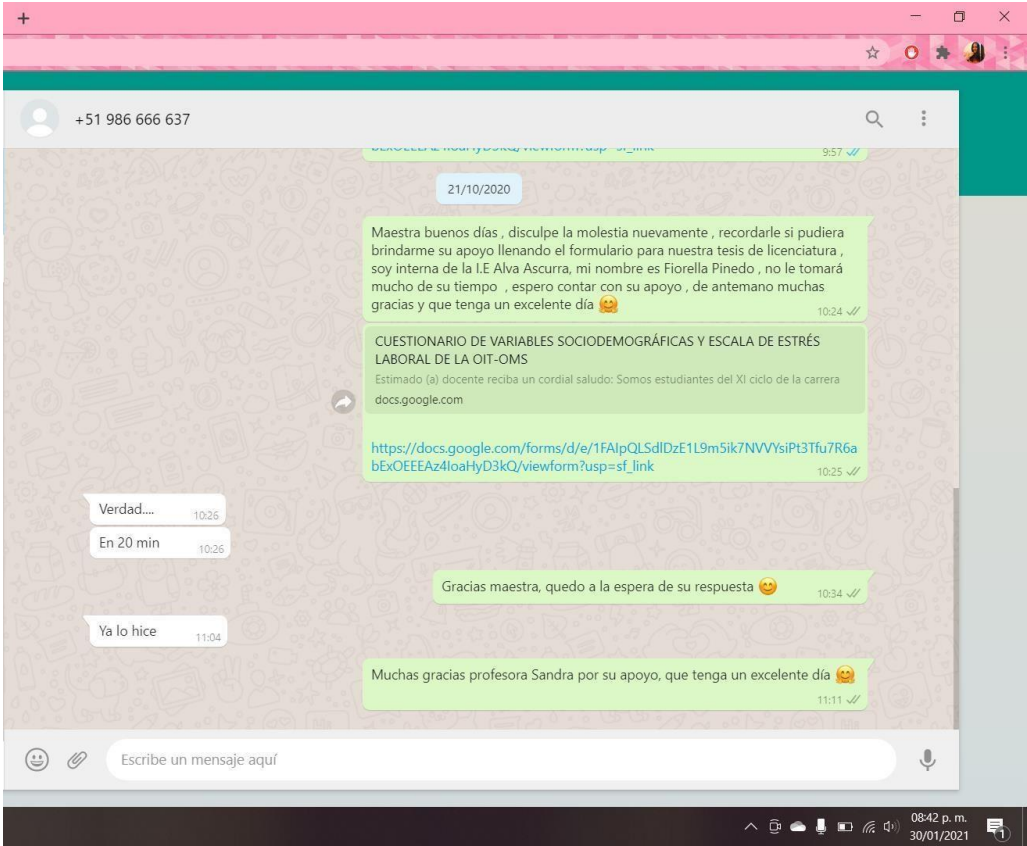 +51 986 666 637
9:57
21/10/2020
Maestra buenos días , disculpe la molestia nuevamente , recordarle si pudiera
brindarme su apoyo llenando el formulario para nuestra tesis de licenciatura ,
soy interna de la I.E Alva Ascurra, mi nombre es Fiorella Pinedo , no le tomará
mucho de su tiempo , espero contar con su apoyo , de antemano muchas
gracias y que tenga un excelente día 🤗
10:24
CUESTIONARIO DE VARIABLES SOCIODEMOGRÁFICAS Y ESCALA DE ESTRÉS
LABORAL DE LA OIT-OMS
Estimado (a) docente reciba un cordial saludo: Somos estudiantes del XI ciclo de la carrera
docs.google.com
https://docs.google.com/forms/d/e/1FAIpQLSdlDzE1L9m5ik7NVVYsiPt3Tfu7R6a
bExOEEEAz4IoaHyD3kQ/viewform?usp=sf_link
10:25
Verdad....
10:26
En 20 min
10:26
Gracias maestra, quedo a la espera de su respuesta 😊
10:34
Ya lo hice
11:04
Muchas gracias profesora Sandra por su apoyo, que tenga un excelente día 🤗
11:11
Escribe un mensaje aquí
08:42 p. m.
30/01/2021
1